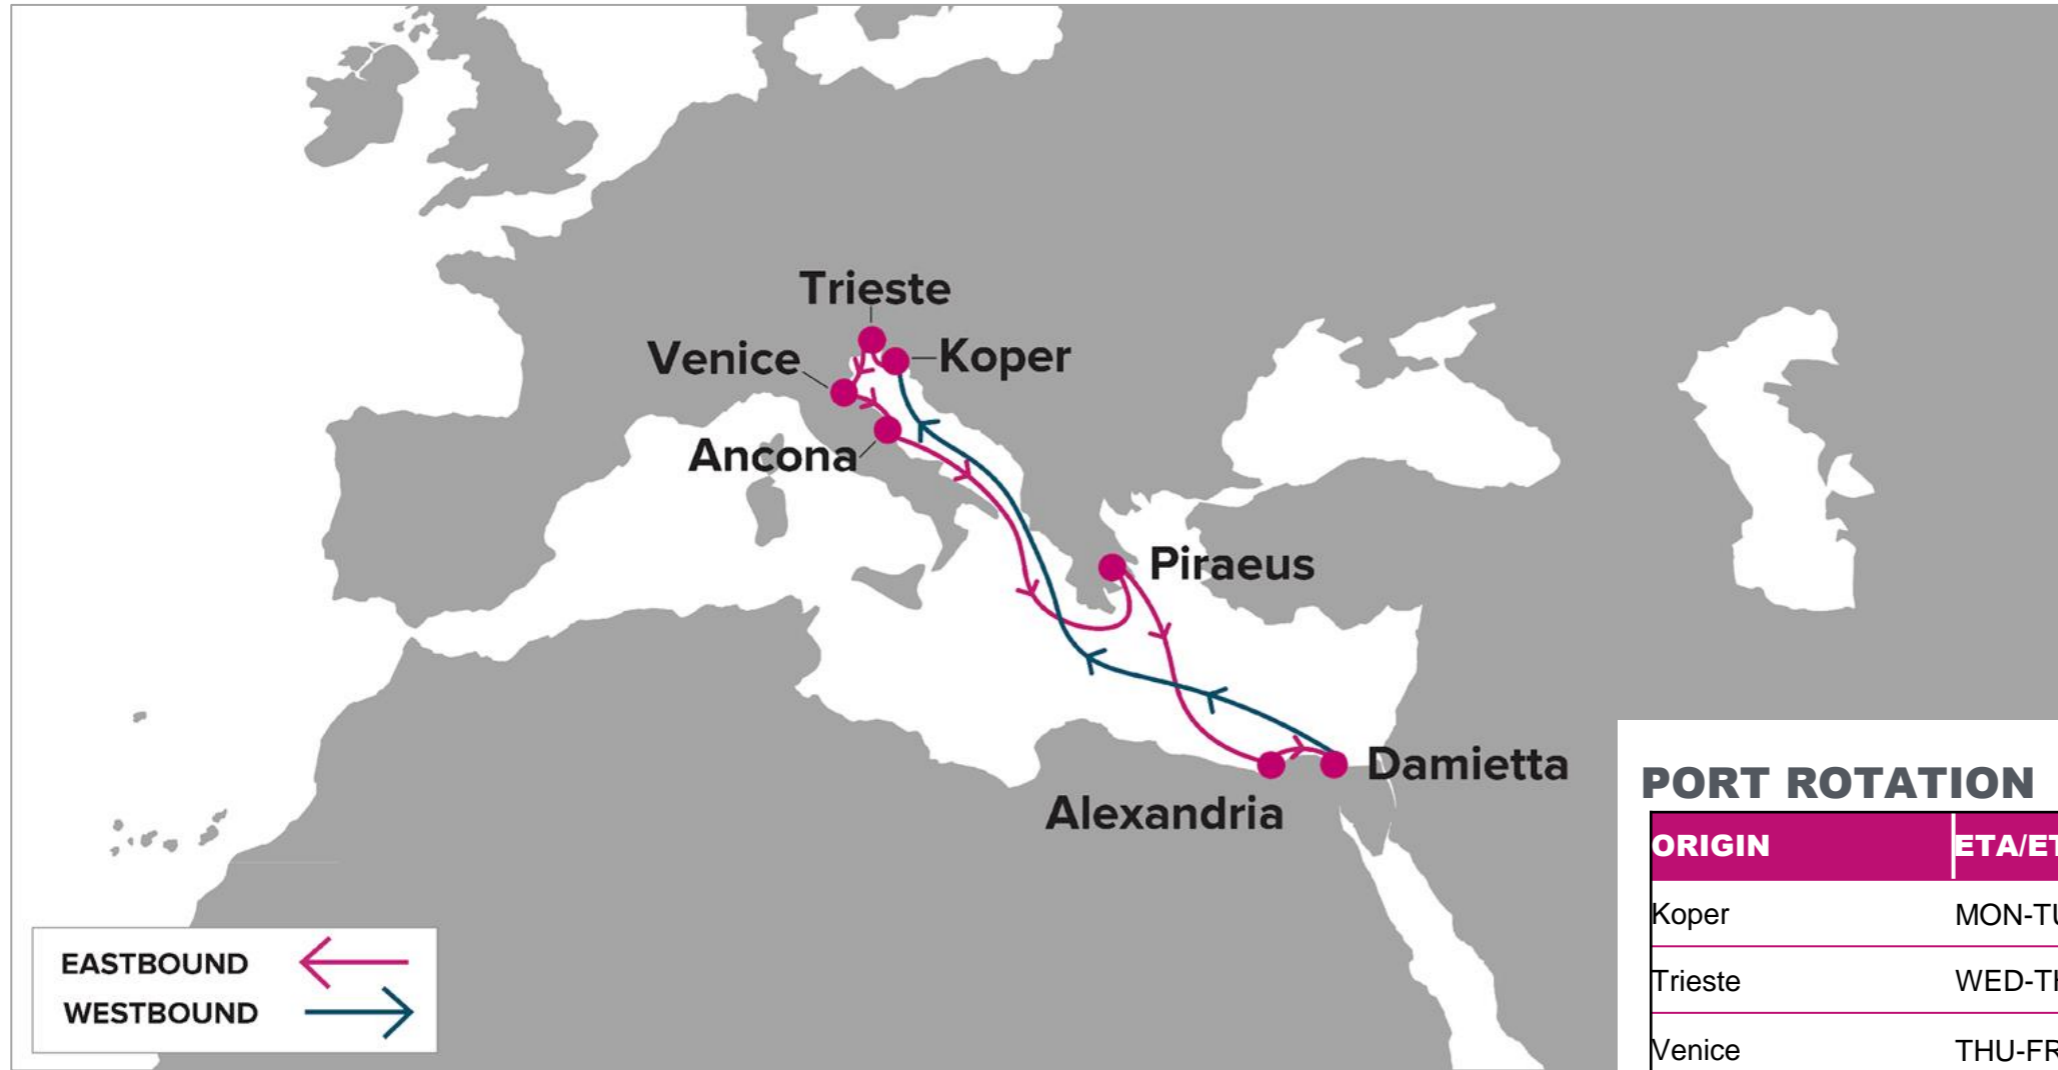 Trieste
Venice
Koper
Ancona
Piraeus
Damietta
Alexandria
EASTBOUND
WESTBOUND
PORT ROTATION
ORIGIN
Koper
Trieste
Venice